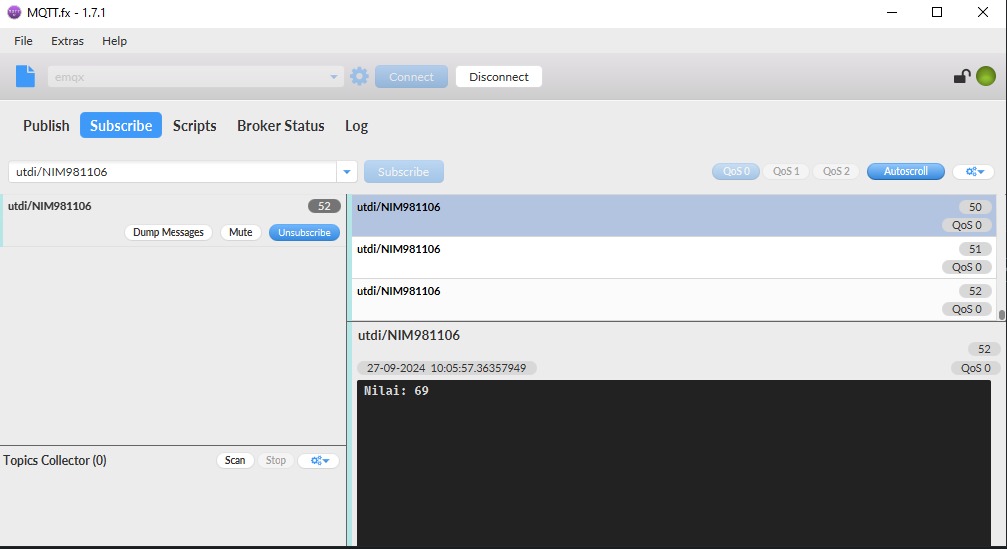 MQTT.fx - 1.7.1
File Extras Help
emqx Connect Disconnect
Publish Subscribe Scripts Broker Status Log
utdi/NIM981106 Subscribe QoS 0 QoS 1 QoS 2 Autoscroll
utdi/NIM981106 52
Dump Messages Mute Unsubscribe
utdi/NIM981106 50
QoS 0
utdi/NIM981106 51
QoS 0
utdi/NIM981106 52
QoS 0
utdi/NIM981106
52
27-09-2024 10:05:57.36357949 QoS 0
Nilai: 69
Topics Collector (0) Scan Stop